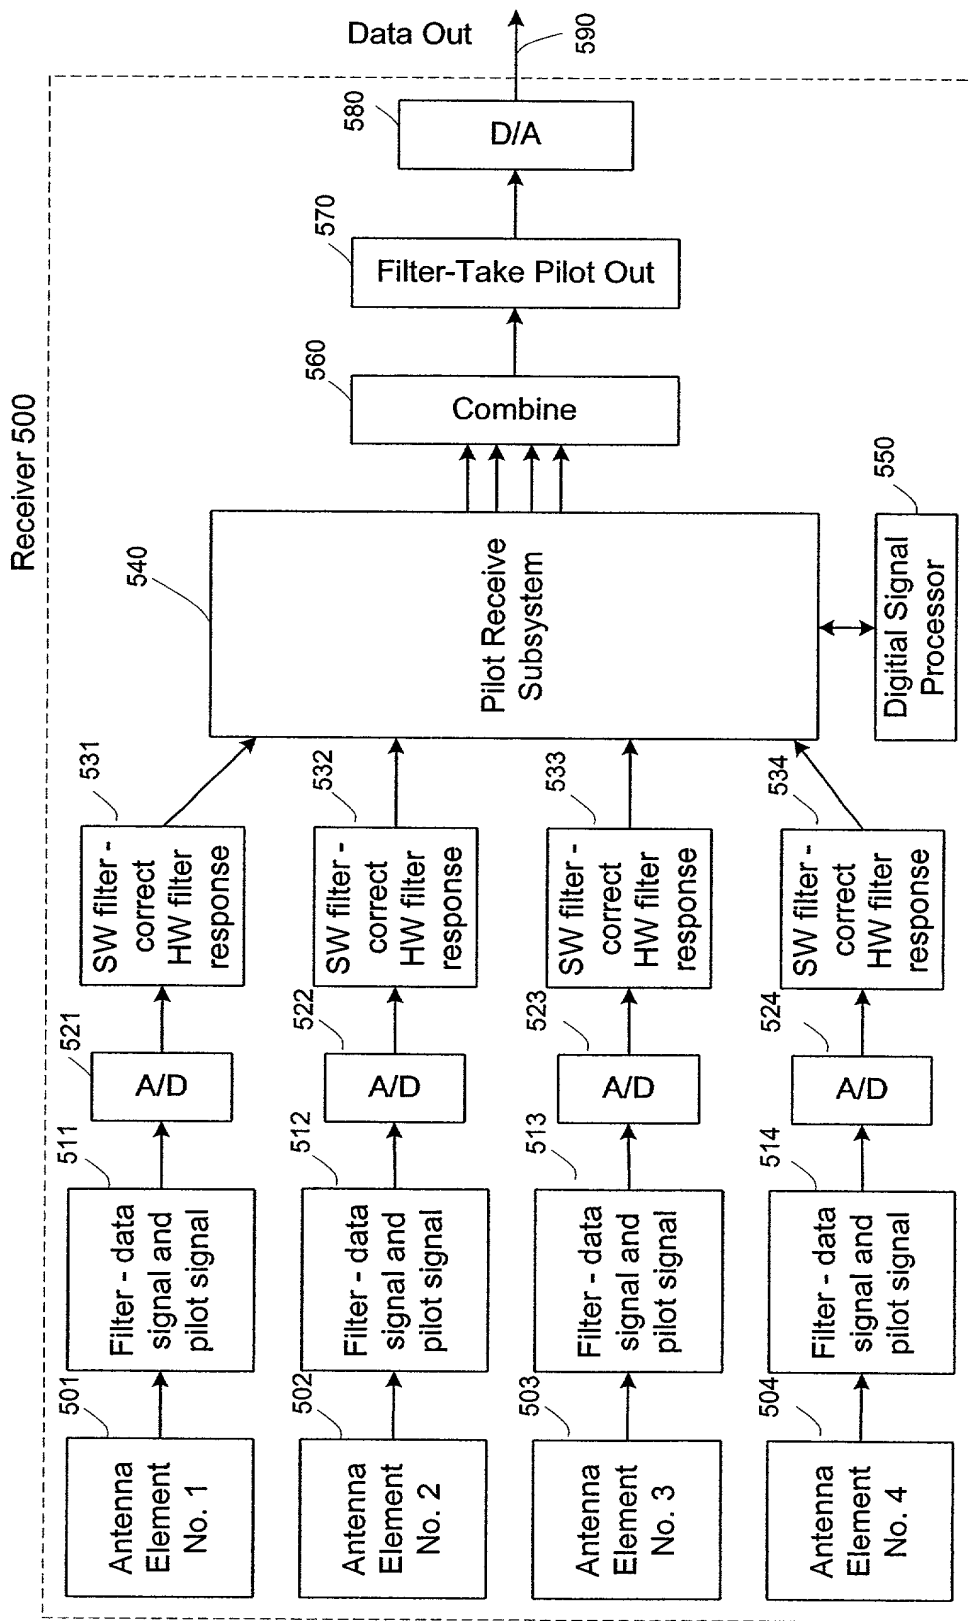 Receiver 500
Antenna
Element
No. 1
501
Filter - data
signal and
pilot signal
511
A/D
521
SW filter -
correct
HW filter
response
531
Antenna
Element
No. 2
502
Filter - data
signal and
pilot signal
512
A/D
522
SW filter -
correct
HW filter
response
532
Antenna
Element
No. 3
503
Filter - data
signal and
pilot signal
513
A/D
523
SW filter -
correct
HW filter
response
533
Antenna
Element
No. 4
504
Filter - data
signal and
pilot signal
514
A/D
524
SW filter -
correct
HW filter
response
534
540
Pilot Receive
Subsystem
550
Digitial Signal
Processor
560
Combine
570
Filter-Take Pilot Out
580
D/A
Data Out
590